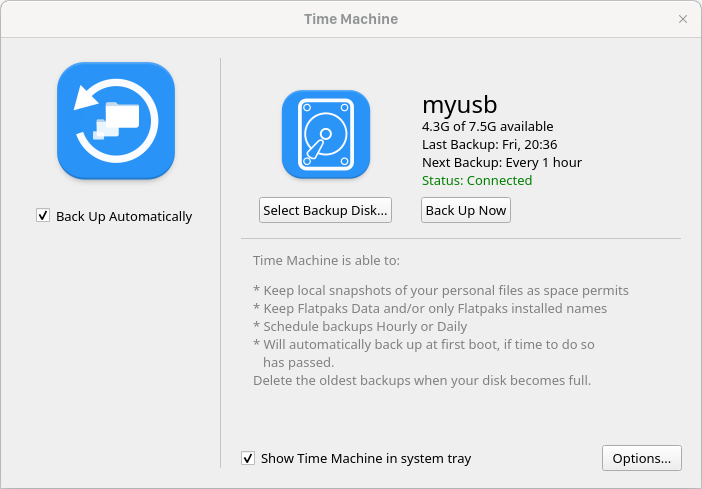 Time Machine
myusb
4.3G of 7.5G available
Last Backup: Fri, 20:36
Next Backup: Every 1 hour
Status: Connected
Back Up Automatically
Select Backup Disk...
Back Up Now
Time Machine is able to:
* Keep local snapshots of your personal files as space permits
* Keep Flatpaks Data and/or only Flatpaks installed names
* Schedule backups Hourly or Daily
* Will automatically back up at first boot, if time to do so
has passed.
Delete the oldest backups when your disk becomes full.
Show Time Machine in system tray
Options...